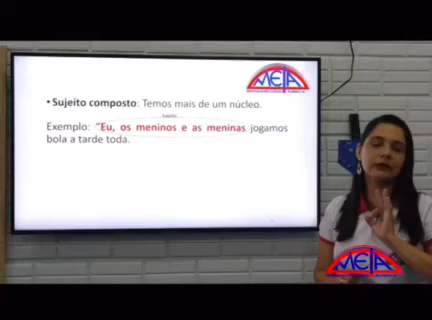 META
• Sujeito composto: Temos mais de um núcleo.
Sujeito
Exemplo: "Eu, os meninos e as meninas jogamos
bola a tarde toda.
META